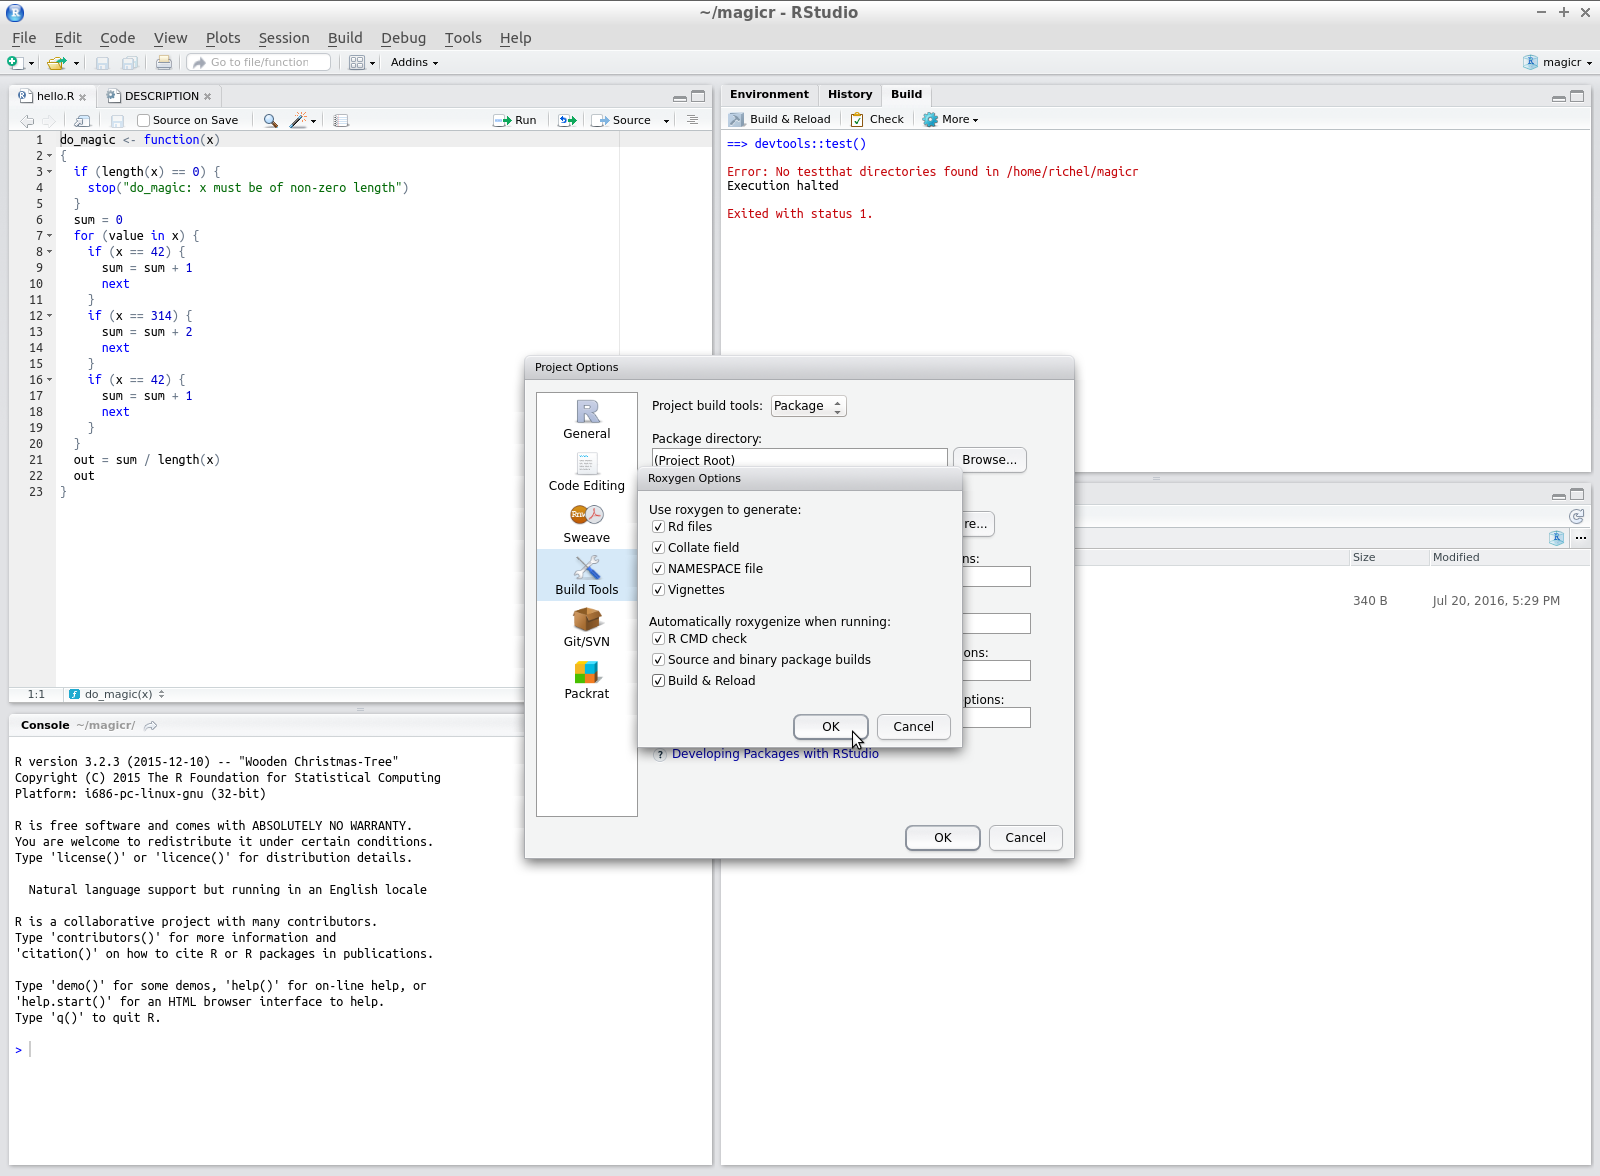 ~/magicr - RStudio
File Edit Code View Plots Session Build Debug Tools Help
Go to file/function Addins magicr
hello.R DESCRIPTION
Source on Save Run Source
1 do_magic <- function(x)
2 {
3 if (length(x) == 0) {
4 stop("do_magic: x must be of non-zero length")
5 }
6 sum = 0
7 for (value in x) {
8 if (x == 42) {
9 sum = sum + 1
10 next
11 }
12 if (x == 314) {
13 sum = sum + 2
14 next
15 }
16 if (x == 42) {
17 sum = sum + 1
18 next
19 }
20 }
21 out = sum / length(x)
22 out
23 }
1:1 do_magic(x)
Console ~/magicr/
R version 3.2.3 (2015-12-10) -- "Wooden Christmas-Tree"
Copyright (C) 2015 The R Foundation for Statistical Computing
Platform: i686-pc-linux-gnu (32-bit)
R is free software and comes with ABSOLUTELY NO WARRANTY.
You are welcome to redistribute it under certain conditions.
Type 'license()' or 'licence()' for distribution details.
Natural language support but running in an English locale
R is a collaborative project with many contributors.
Type 'contributors()' for more information and
'citation()' on how to cite R or R packages in publications.
Type 'demo()' for some demos, 'help()' for on-line help, or
'help.start()' for an HTML browser interface to help.
Type 'q()' to quit R.
>
Environment History Build
Build & Reload Check More
==> devtools::test()
Error: No testthat directories found in /home/richel/magicr
Execution halted
Exited with status 1.
Size Modified
340 B Jul 20, 2016, 5:29 PM
Project Options
General
Code Editing
Sweave
Build Tools
Git/SVN
Packrat
Project build tools: Package
Package directory:
(Project Root) Browse...
re...
ns:
ons:
ptions:
Roxygen Options
Use roxygen to generate:
Rd files
Collate field
NAMESPACE file
Vignettes
Automatically roxygenize when running:
R CMD check
Source and binary package builds
Build & Reload
OK Cancel
? Developing Packages with RStudio
OK Cancel